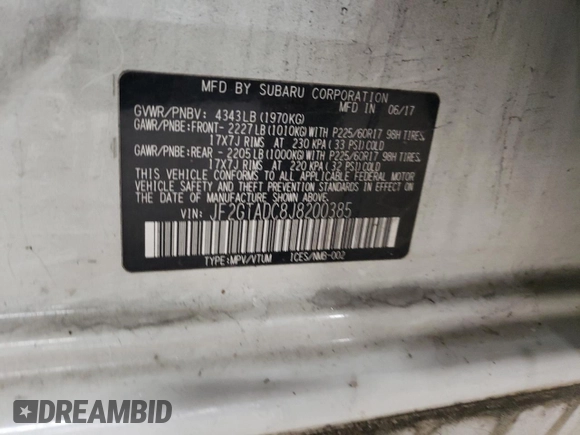 MFD BY SUBARU CORPORATION
MFD IN 06/17
GVWR/PNBV: 4343LB (1970KG)
GAWR/PNBE:FRONT- 2227LB (1010KG) WITH P225/60R17 98H TIRES,
17X7J RIMS AT 230 KPA (33 PSI) COLD
GAWR/PNBE:REAR - 2205LB (1000KG) WITH P225/60R17 98H TIRES,
17X7J RIMS AT 220 KPA (32 PSI) COLD
THIS VEHICLE CONFORMS TO ALL APPLICABLE FEDERAL MOTOR
VEHICLE SAFETY, BUMPER, AND THEFT PREVENTION
STANDARDS IN EFFECT ON THE DATE OF MANUFACTURE SHOWN
ABOVE.
VIN: JF2GTADC8J8200385
TYPE:MPV/VTUM ICES/NMB-002
DREAMBID